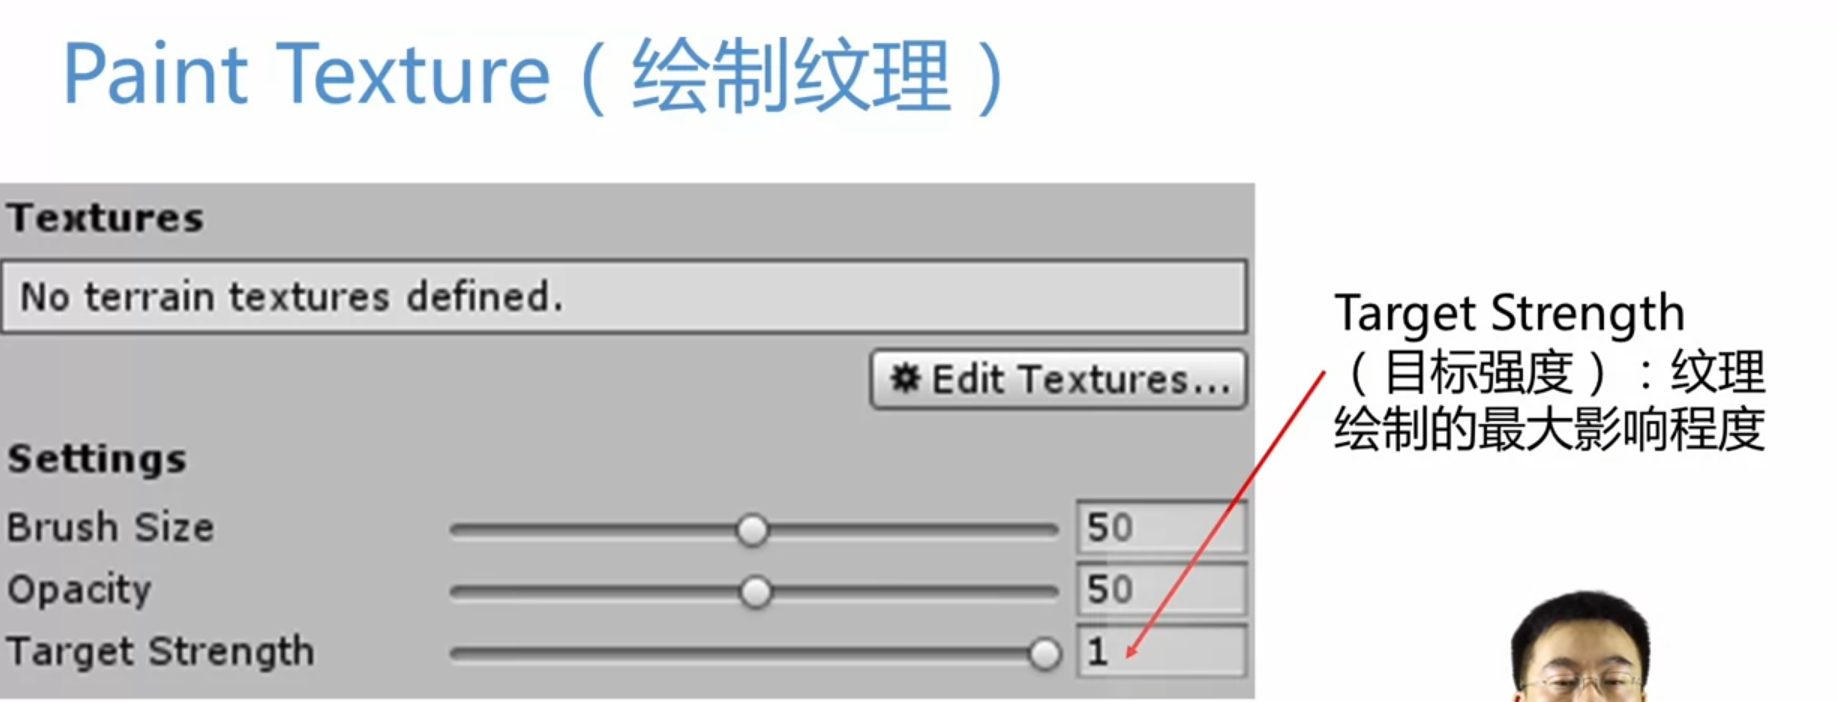 Paint Texture（绘制纹理）
Textures
No terrain textures defined.
Edit Textures...
Settings
Brush Size 50
Opacity 50
Target Strength 1
Target Strength
（目标强度）：纹理
绘制的最大影响程度